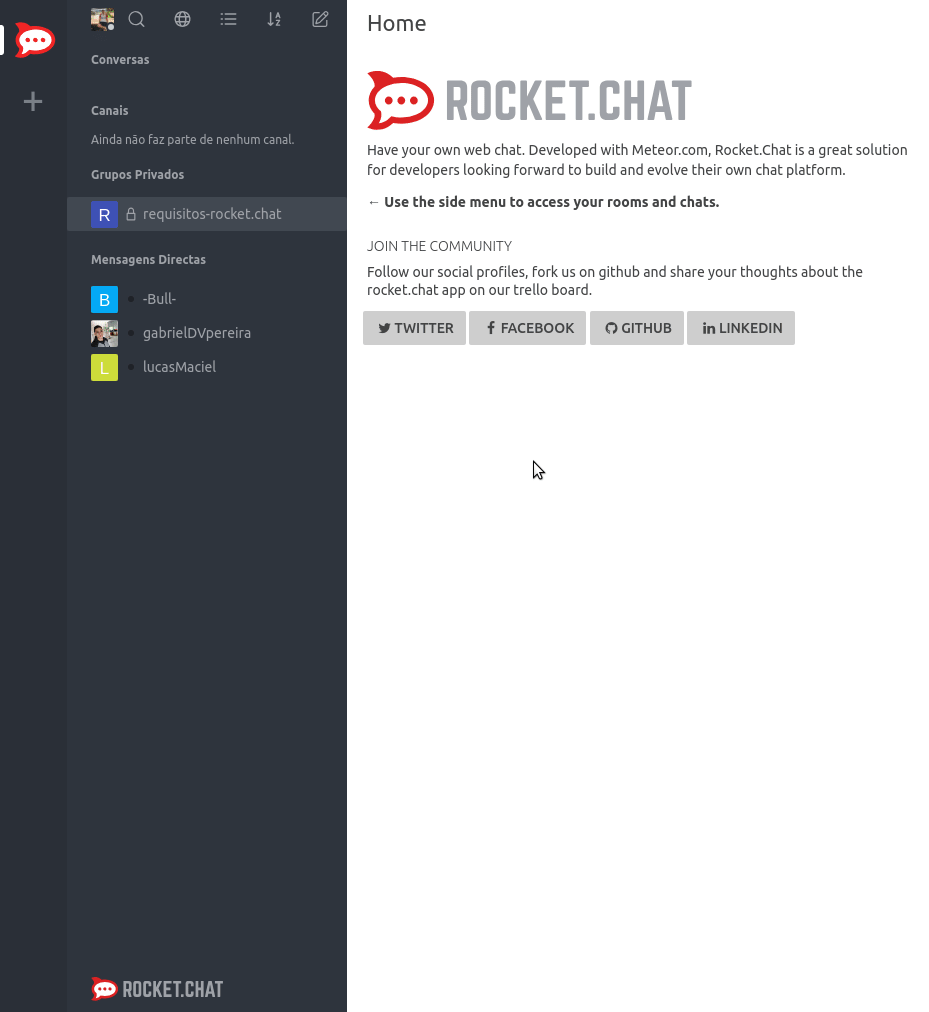 Conversas
Canais
Ainda não faz parte de nenhum canal.
Grupos Privados
R requisitos-rocket.chat
Mensagens Directas
B -Bull-
gabrielDVpereira
L lucasMaciel
ROCKET.CHAT
Home
ROCKET.CHAT
Have your own web chat. Developed with Meteor.com, Rocket.Chat is a great solution
for developers looking forward to build and evolve their own chat platform.
← Use the side menu to access your rooms and chats.
JOIN THE COMMUNITY
Follow our social profiles, fork us on github and share your thoughts about the
rocket.chat app on our trello board.
TWITTER FACEBOOK GITHUB LINKEDIN